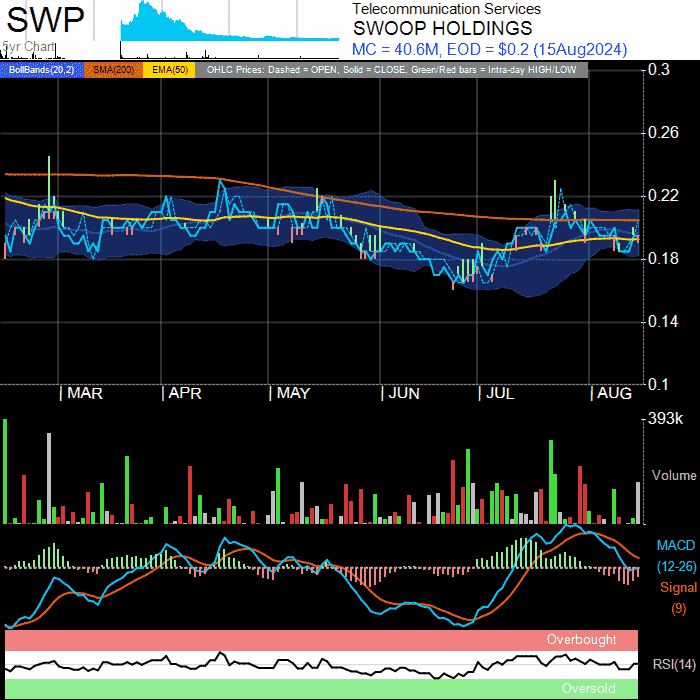 SWP
5yr Chart
Telecommunication Services
SWOOP HOLDINGS
MC = 40.6M, EOD = $0.2 (15Aug2024)
BollBands(20,2) SMA(200) EMA(50) OHLC Prices: Dashed = OPEN, Solid = CLOSE, Green/Red bars = Intra-day HIGH/LOW
0.3
0.26
0.22
0.18
0.14
0.1
MAR APR MAY JUN JUL AUG
393k
Volume
MACD
(12-26)
Signal
(9)
Overbought
RSI(14)
Oversold